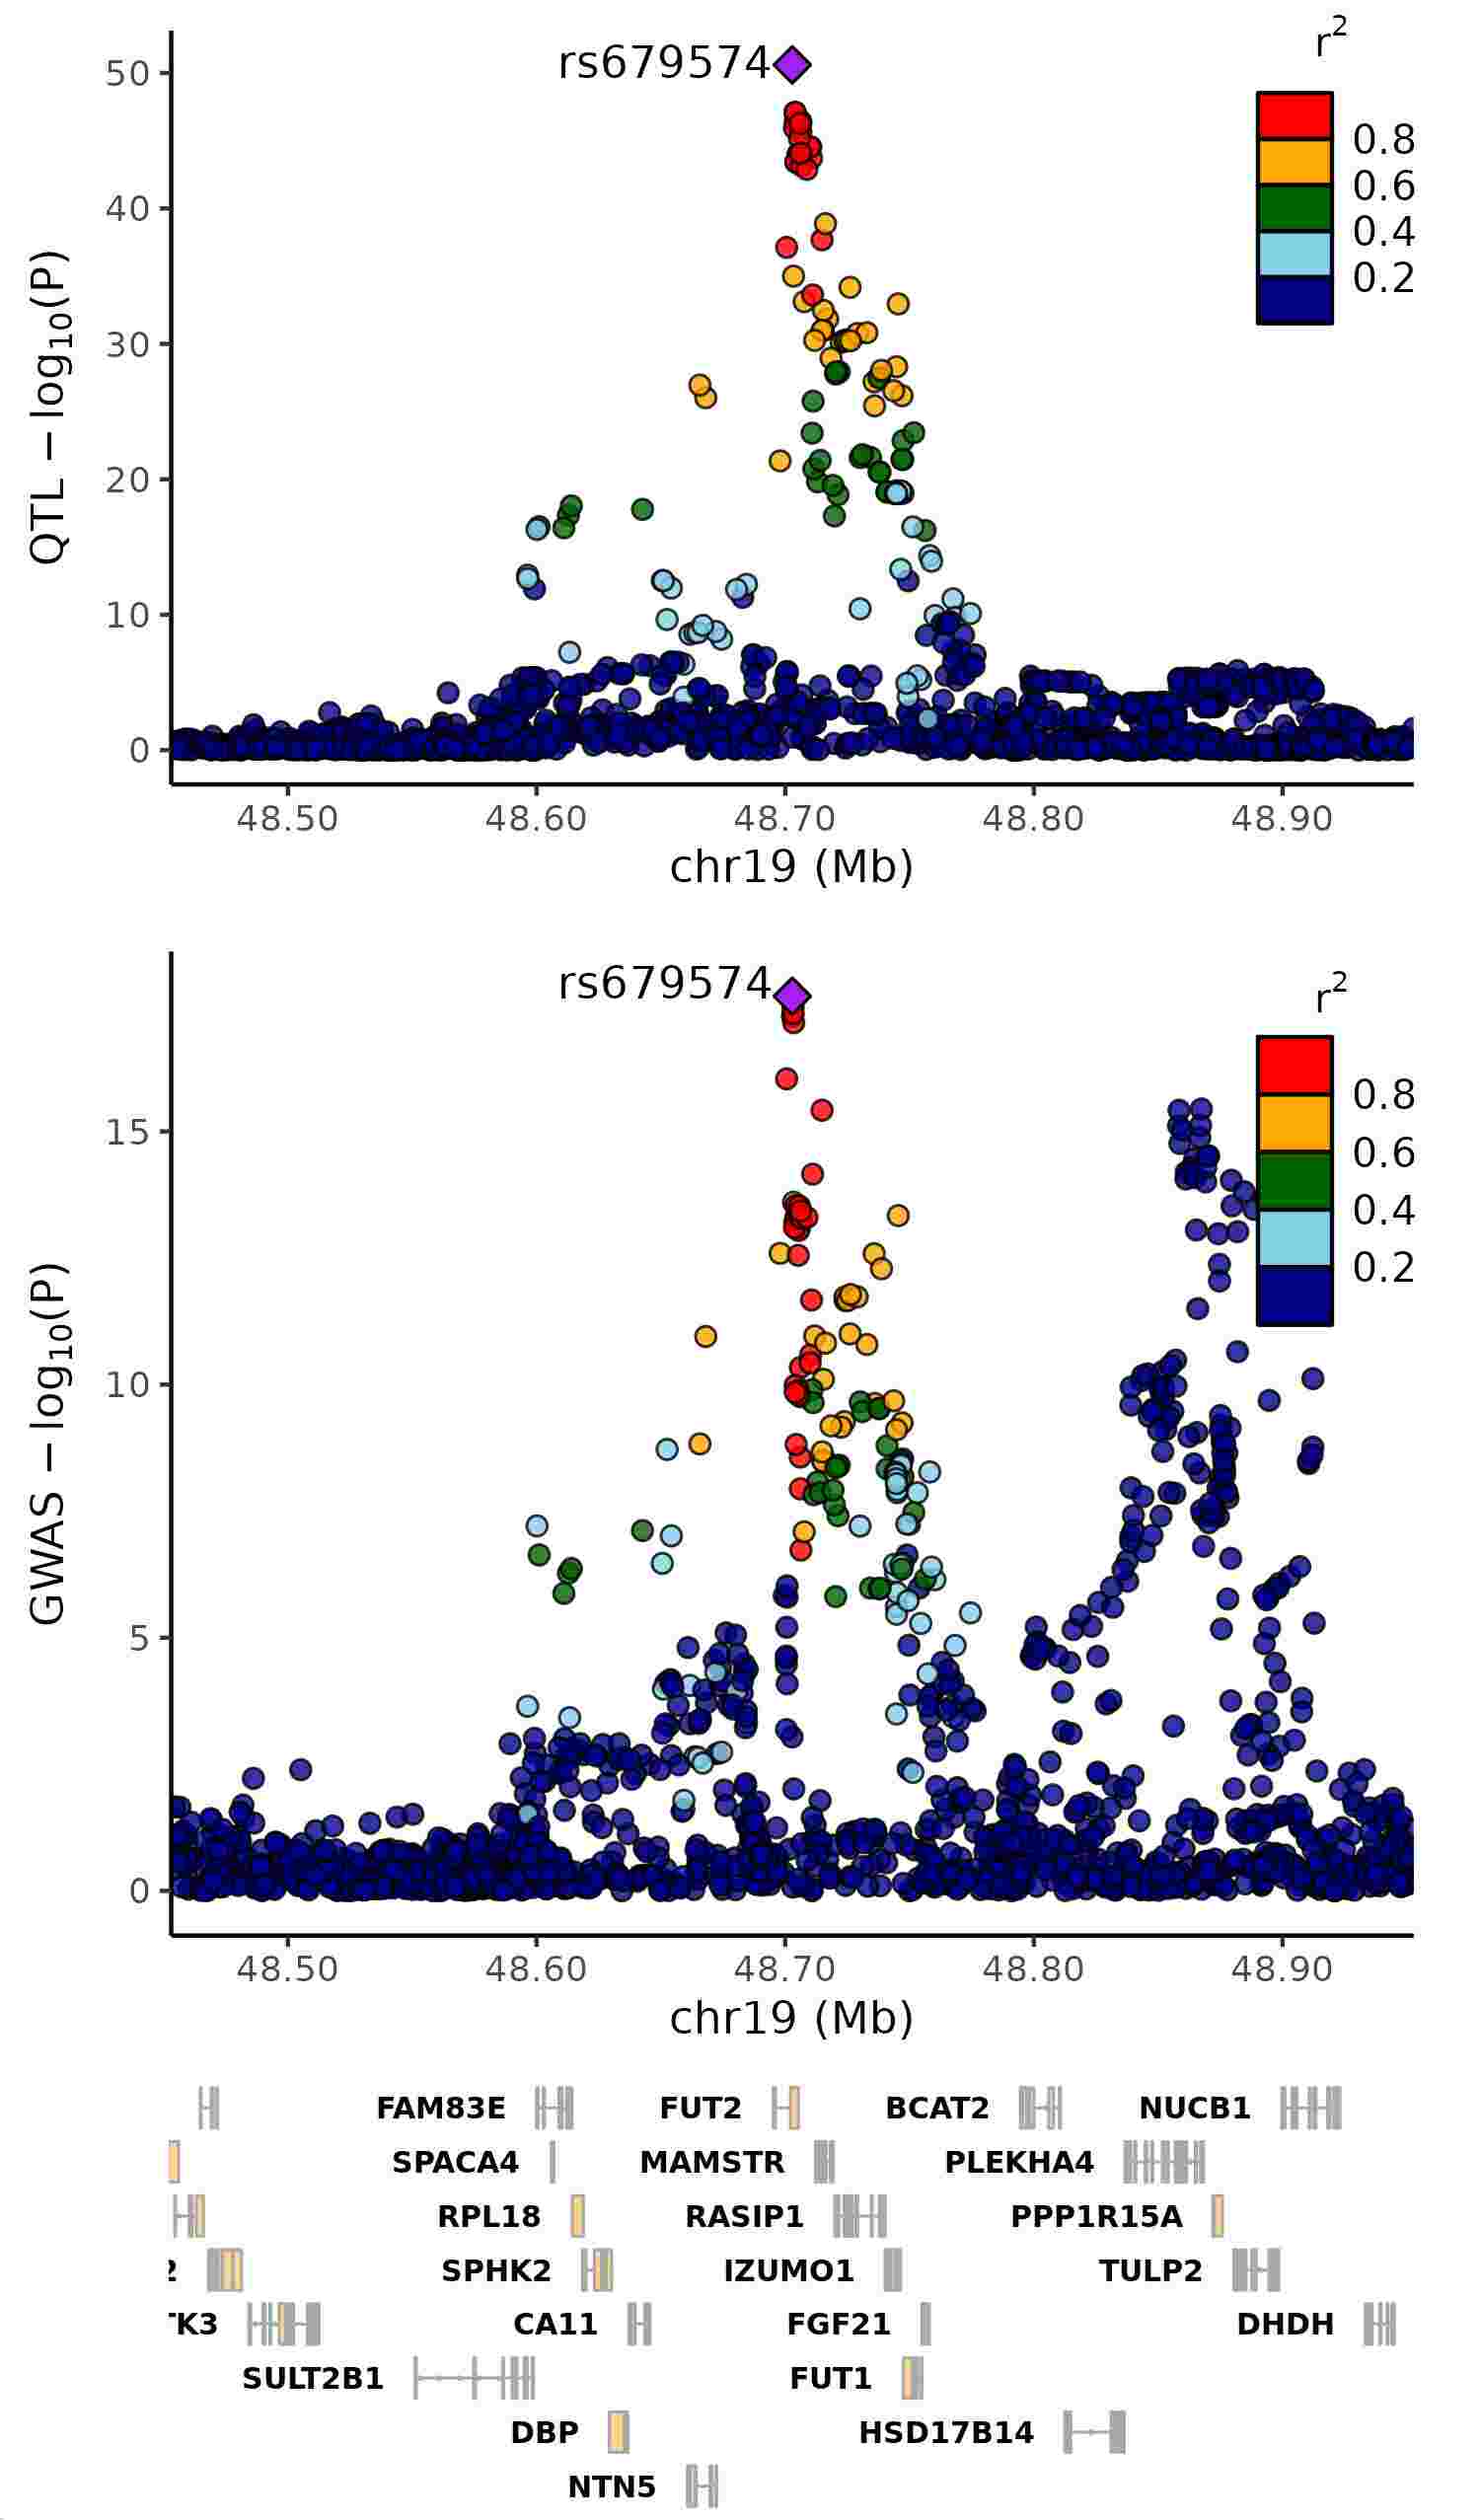 r²
rs679574
50
40
30
20
10
0
QTL − log₁₀(P)
0.8
0.6
0.4
0.2
48.50 48.60 48.70 48.80 48.90
chr19 (Mb)
r²
rs679574
15
10
5
0
GWAS − log₁₀(P)
0.8
0.6
0.4
0.2
48.50 48.60 48.70 48.80 48.90
chr19 (Mb)
FAM83E FUT2 BCAT2 NUCB1
SPACA4 MAMSTR PLEKHA4
RPL18 RASIP1 PPP1R15A
2 SPHK2 IZUMO1 TULP2
TK3 CA11 FGF21 DHDH
SULT2B1 FUT1
DBP HSD17B14
NTN5